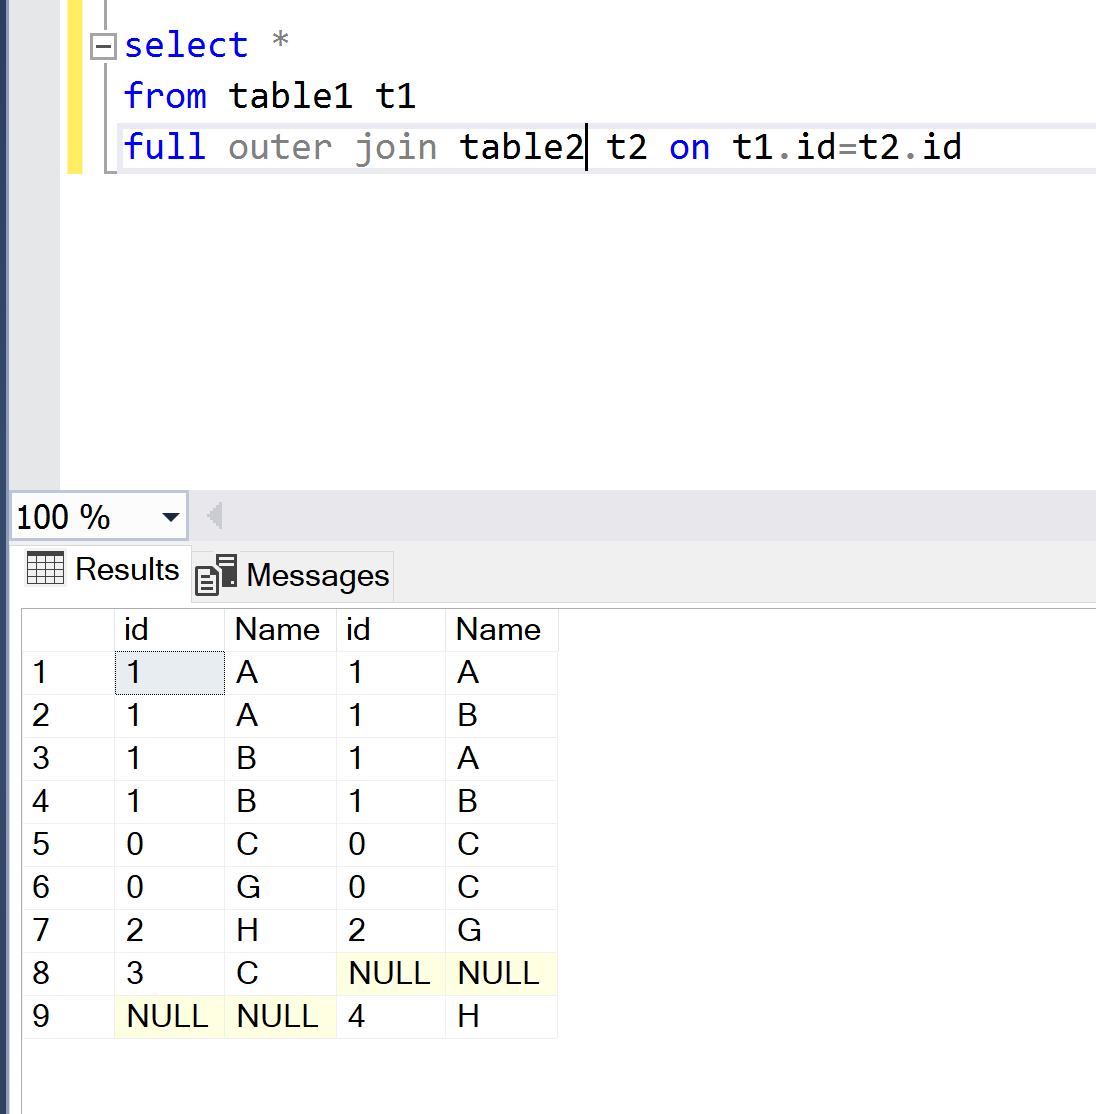 select *
from table1 t1
full outer join table2 t2 on t1.id=t2.id
100 %
Results Messages
id Name id Name
1 1 A 1 A
2 1 A 1 B
3 1 B 1 A
4 1 B 1 B
5 0 C 0 C
6 0 G 0 C
7 2 H 2 G
8 3 C NULL NULL
9 NULL NULL 4 H